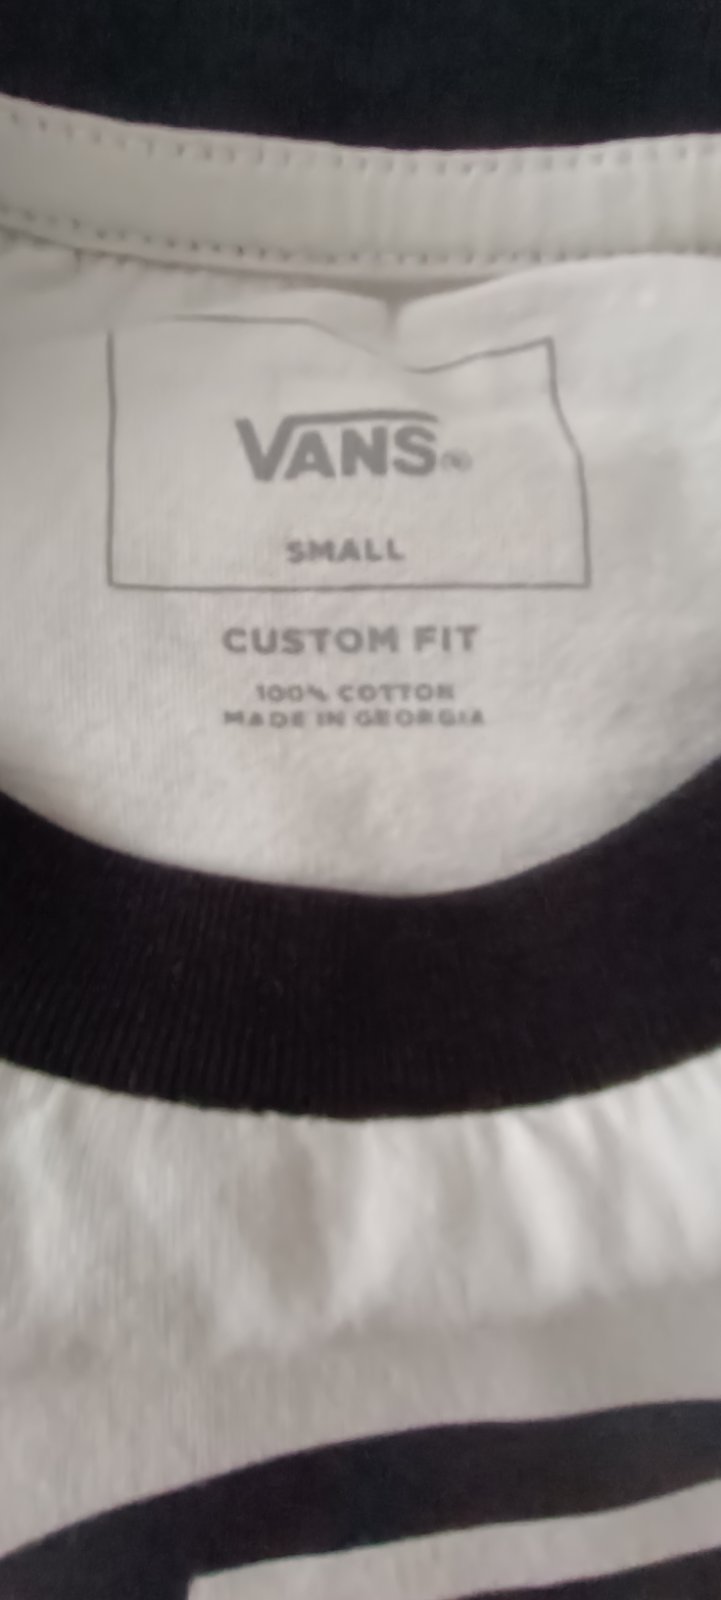 VANS
SMALL
CUSTOM FIT
100% COTTON
MADE IN GEORGIA